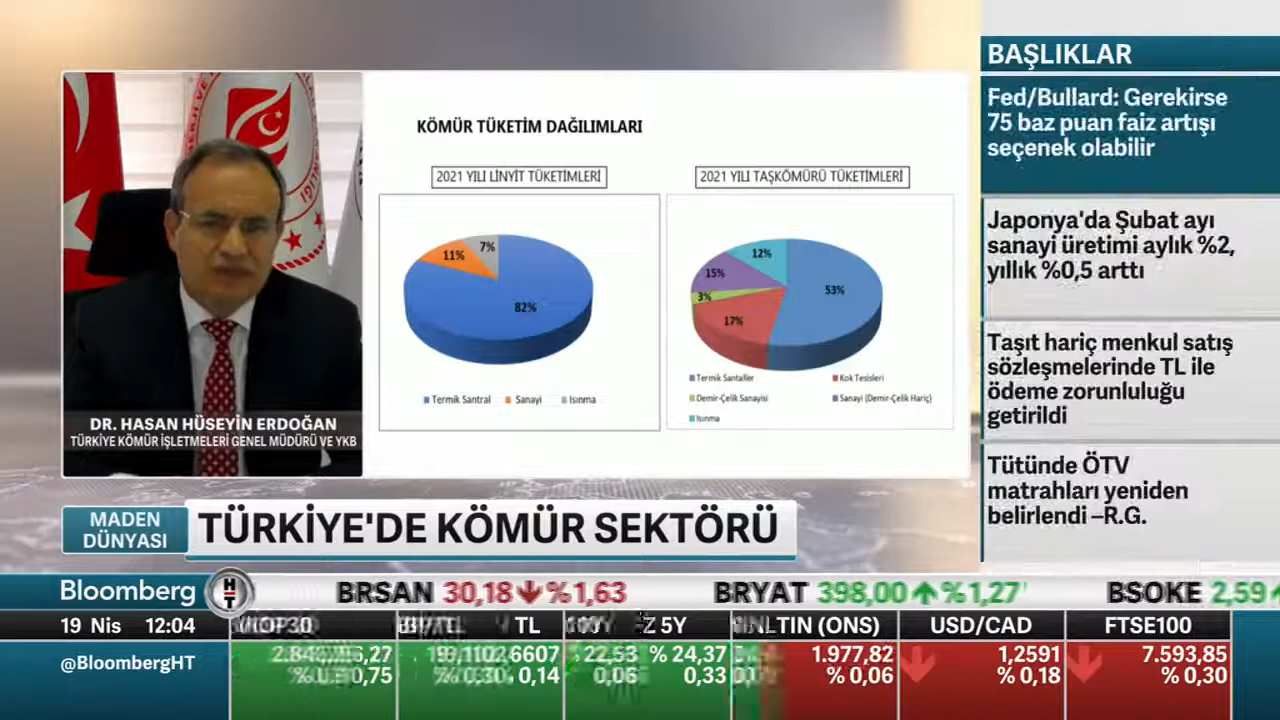 BAŞLIKLAR
Fed/Bullard: Gerekirse
75 baz puan faiz artışı
seçenek olabilir
Japonya'da Şubat ayı
sanayi üretimi aylık %2,
yıllık %0,5 arttı
Taşıt hariç menkul satış
sözleşmelerinde TL ile
ödeme zorunluluğu
getirildi
Tütünde ÖTV
matrahları yeniden
belirlendi –R.G.
KÖMÜR TÜKETİM DAĞILIMLARI
2021 YILI LİNYİT TÜKETİMLERİ
7%
11%
82%
Termik Santral Sanayi Isınma
2021 YILI TAŞKÖMÜRÜ TÜKETİMLERİ
12%
15%
53%
3%
17%
Termik Santaller Kok Tesisleri
Demir-Çelik Sanayisi Sanayi (Demir-Çelik Hariç)
Isınma
DR. HASAN HÜSEYİN ERDOĞAN
TÜRKİYE KÖMÜR İŞLETMELERİ GENEL MÜDÜRÜ VE YKB
MADEN
DÜNYASI
TÜRKİYE'DE KÖMÜR SEKTÖRÜ
Bloomberg HT
BRSAN 30,18 %1,63 BRYAT 398,00 %1,27 BSOKE 2,59
19 Nis 12:04
TL 5Y (ONS) USD/CAD FTSE100
@BloombergHT
% 24,37 1.977,82 1,2591 7.593,85
0,75 0,14 0,33 % 0,06 % 0,18 % 0,30